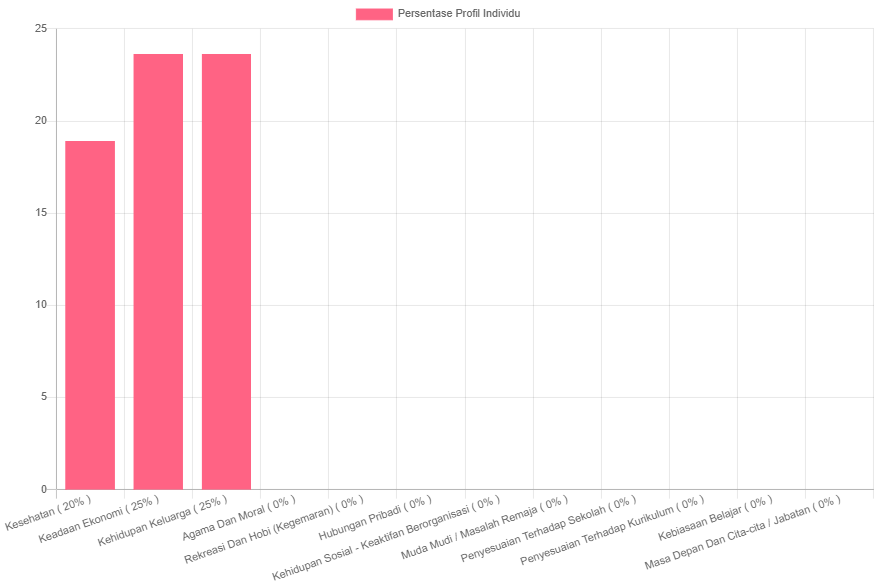 Persentase Profil Individu
25
20
15
10
5
0
Kesehatan ( 20% )
Keadaan Ekonomi ( 25% )
Kehidupan Keluarga ( 25% )
Agama Dan Moral ( 0% )
Rekreasi Dan Hobi (Kegemaran) ( 0% )
Hubungan Pribadi ( 0% )
Kehidupan Sosial - Keaktifan Berorganisasi ( 0% )
Muda Mudi / Masalah Remaja ( 0% )
Penyesuaian Terhadap Sekolah ( 0% )
Penyesuaian Terhadap Kurikulum ( 0% )
Kebiasaan Belajar ( 0% )
Masa Depan Dan Cita-cita / Jabatan ( 0% )